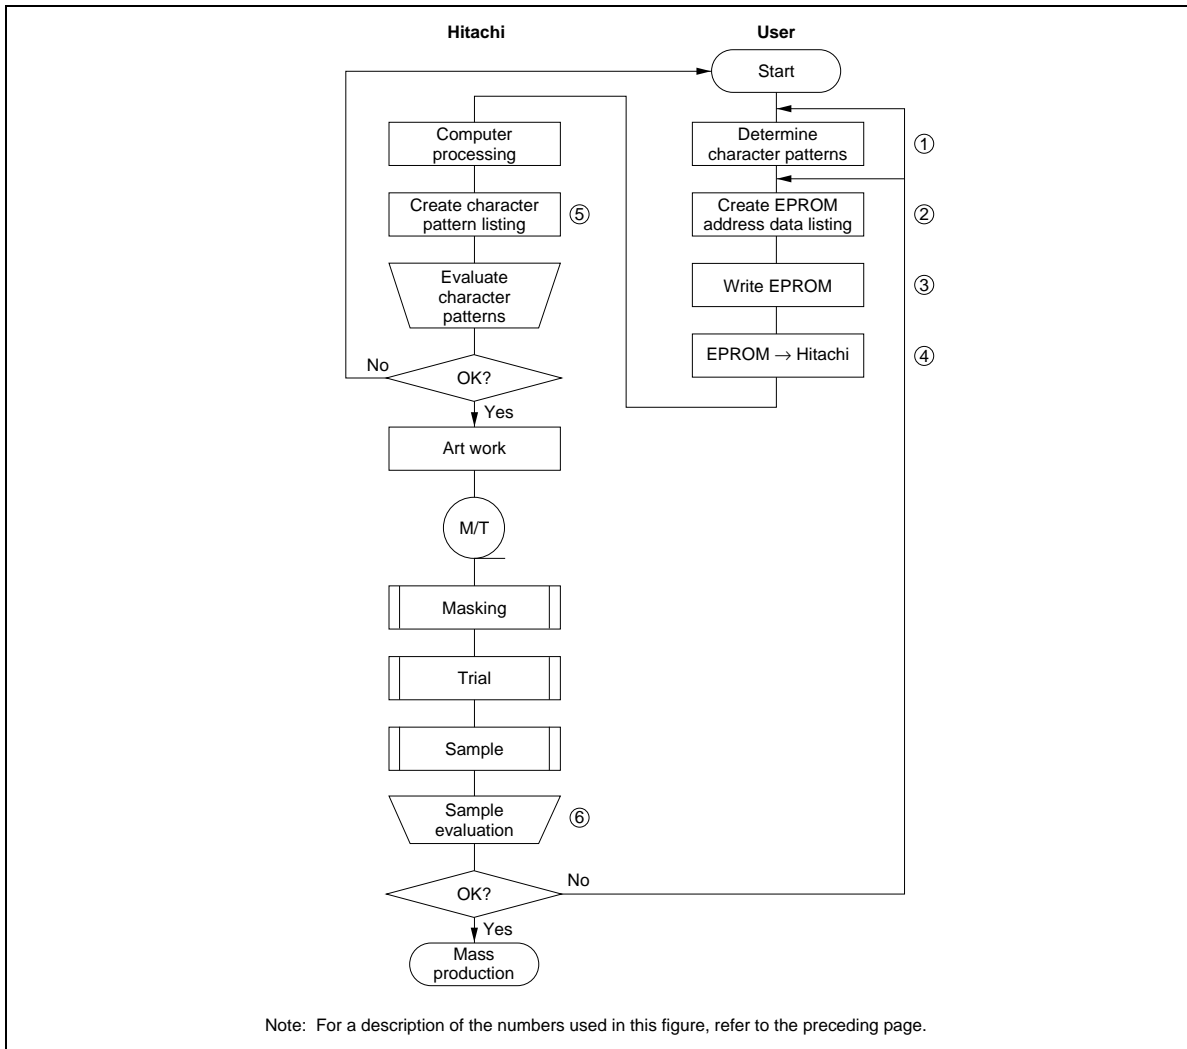 Hitachi
User
Start
Determine
character patterns
①
Create EPROM
address data listing
②
Write EPROM
③
EPROM → Hitachi
④
Computer
processing
Create character
pattern listing
⑤
Evaluate
character
patterns
OK?
No
Yes
Art work
M/T
Masking
Trial
Sample
Sample
evaluation
⑥
OK?
No
Yes
Mass
production
Note: For a description of the numbers used in this figure, refer to the preceding page.